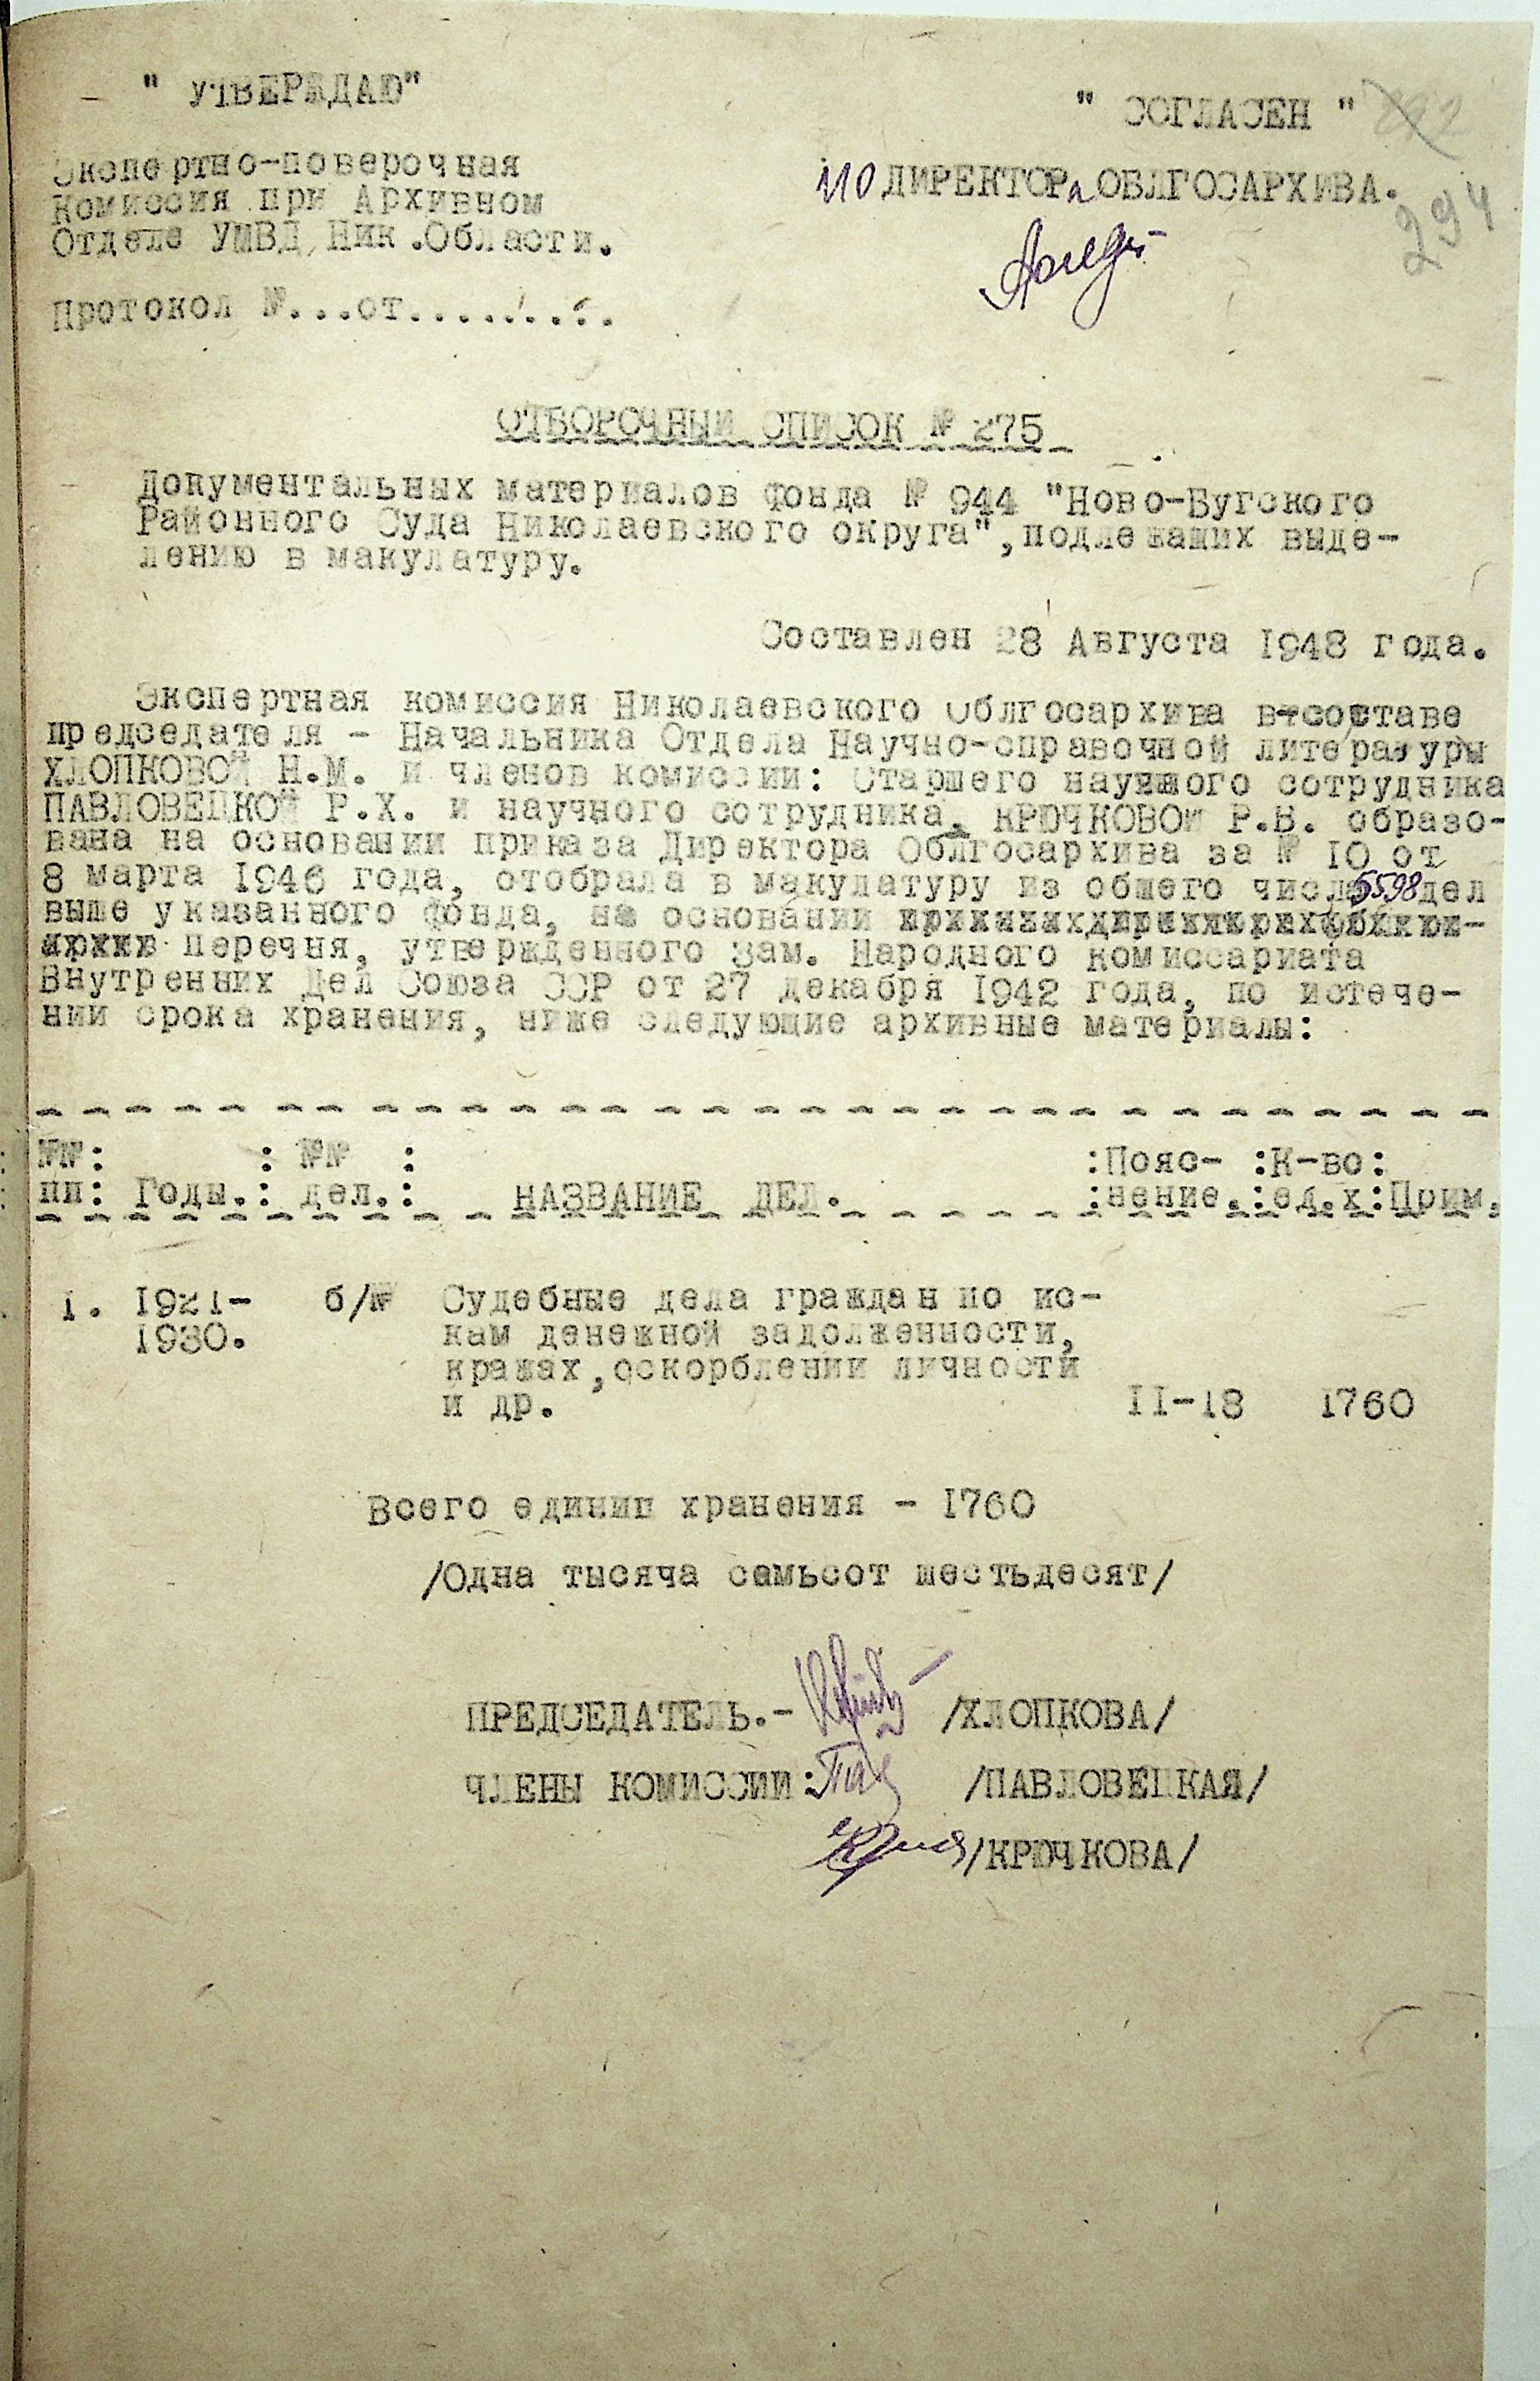 " УТВЕРЖДАЮ"
" СОГЛАСЕН "
294
Экспертно-поверочная
Комиссия при Архивном
Отделе УМВД Ник.Области.
ИО ДИРЕКТОРа ОБЛГОСАРХИВА.
Протокол №...от.........
ОТБОРОЧНЫЙ СПИСОК № 275
Документальных материалов фонда № 944 "Ново-Бугского
Районного Суда Николаевского округа",подлежащих выде-
лению в макулатуру.
Составлен 28 Августа 1948 года.
Экспертная комиссия Николаевского Облгосархива в составе
председателя - Начальника Отдела Научно-справочной литературы
ХЛОПКОВОЙ Н.М. и членов комиссии: Старшего научного сотрудника
ПАВЛОВЕЦКОЙ Р.Х. и научного сотрудника, КРЮЧКОВОЙ Р.В. образо-
вана на основании приказа Директора Облгосархива за № 10 от
8 марта 1946 года, отобрала в макулатуру из общего числа 5598 дел
выше указанного фонда, на основании
перечня, утвержденного Зам. Народного комиссариата
Внутренних Дел Союза ССР от 27 декабря 1942 года, по истече-
нии срока хранения, ниже следующие архивные материалы:
№№: : №№ : :Пояс- :К-во:
пп: Годы.: дел.: НАЗВАНИЕ ДЕЛ. :нение.:ед.х:Прим.
1. 1921- б/№ Судебные дела граждан по ис-
1930. кам денежной задолженности,
кражах,оскорблении личности
и др. II-18 1760
Всего единиц хранения - 1760
/Одна тысяча семьсот шестьдесят/
ПРЕДСЕДАТЕЛЬ.- /ХЛОПКОВА/
ЧЛЕНЫ КОМИССИИ: /ПАВЛОВЕЦКАЯ/
/КРЮЧКОВА/